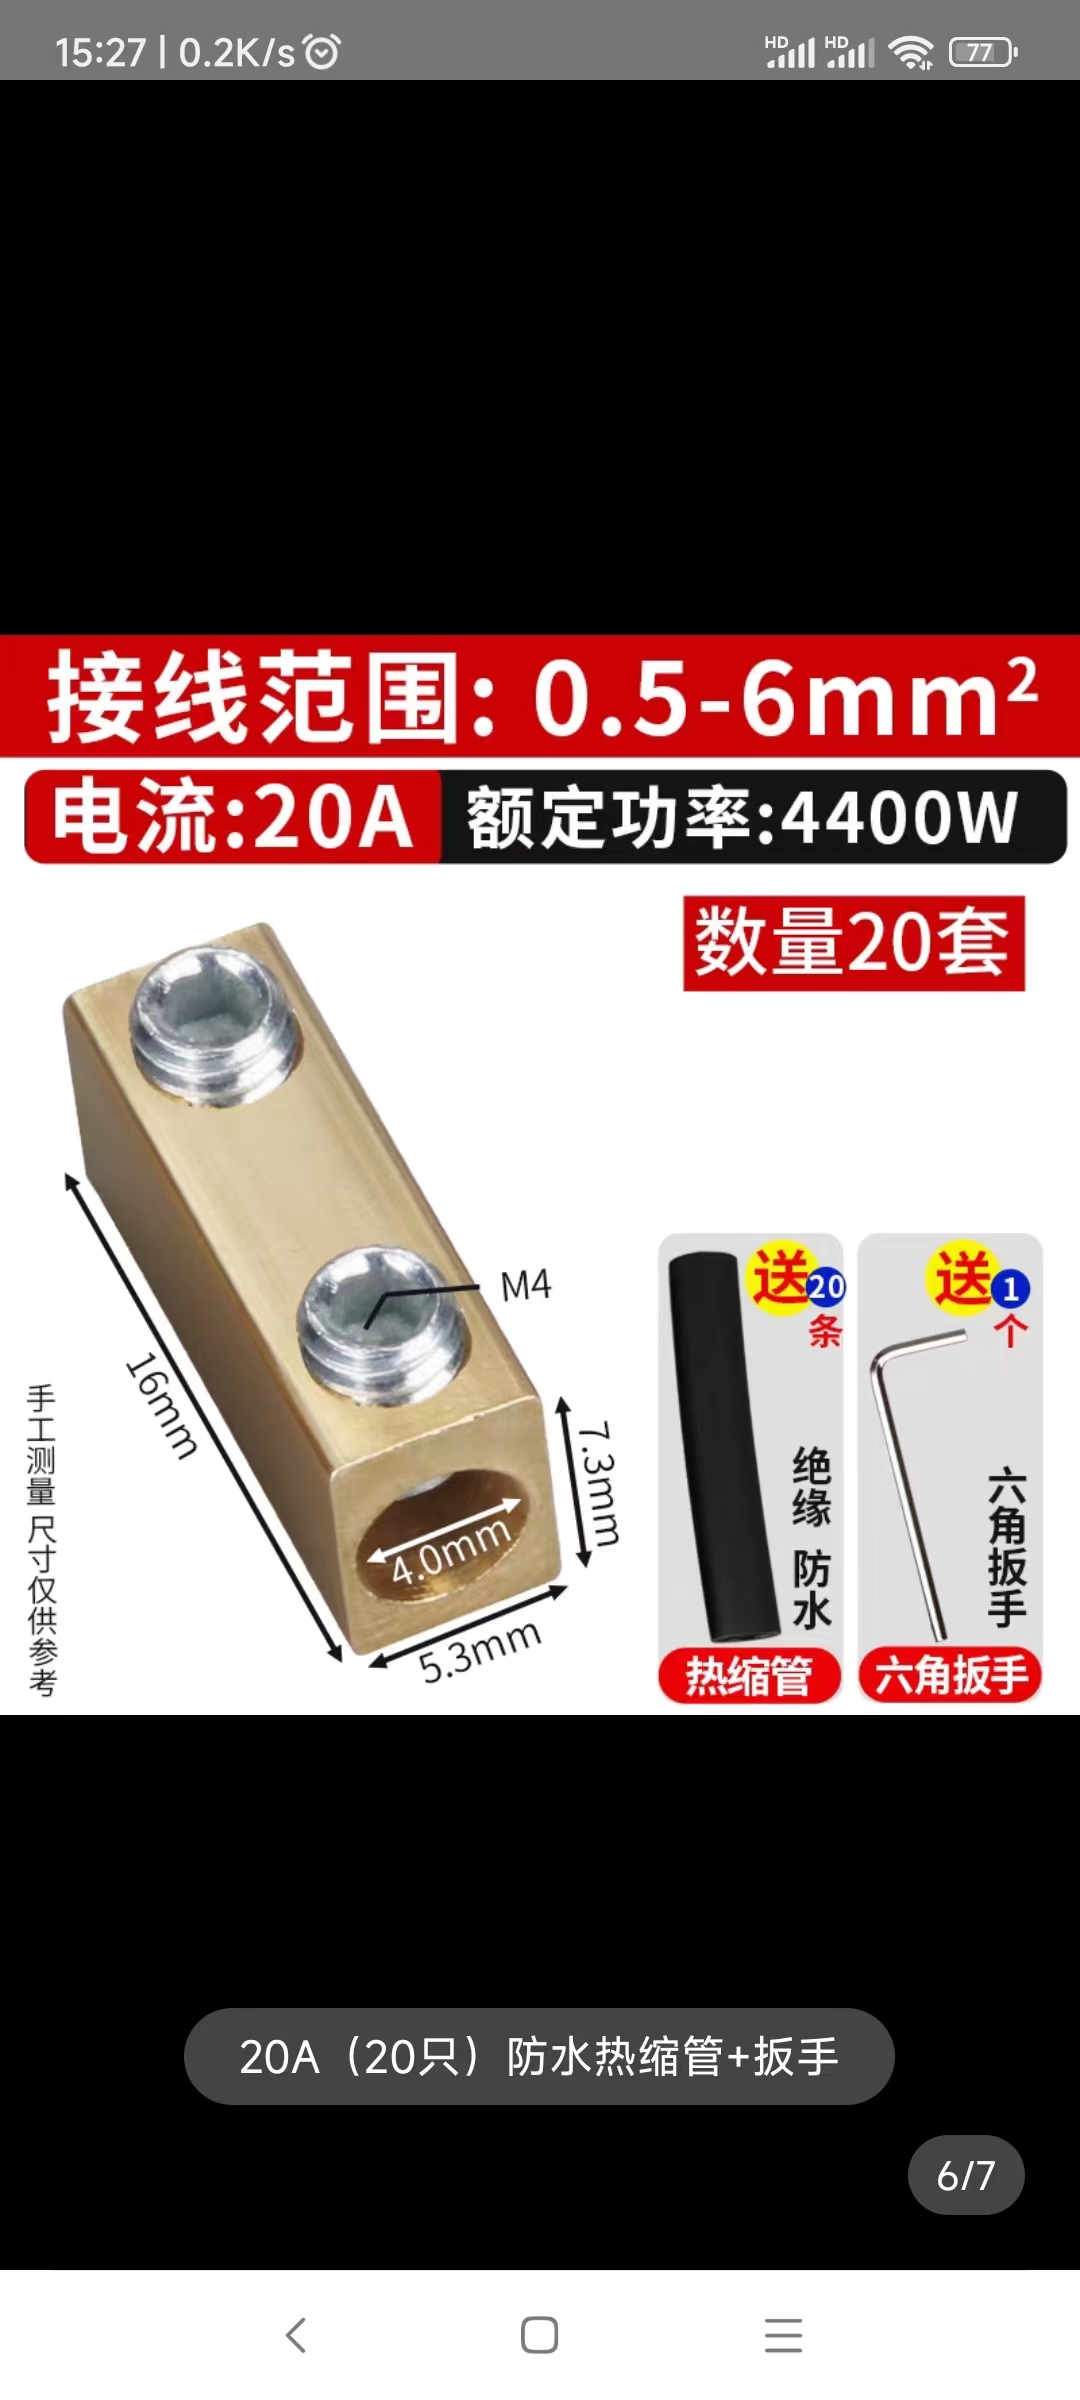 15:27 | 0.2K/s
HD HD 77
接线范围: 0.5-6mm²
电流:20A 额定功率:4400W
数量20套
M4
16mm
7.3mm
4.0mm
5.3mm
手工测量 尺寸仅供参考
送20条
绝缘 防水
热缩管
送1个
六角扳手
六角扳手
20A（20只）防水热缩管+扳手
6/7